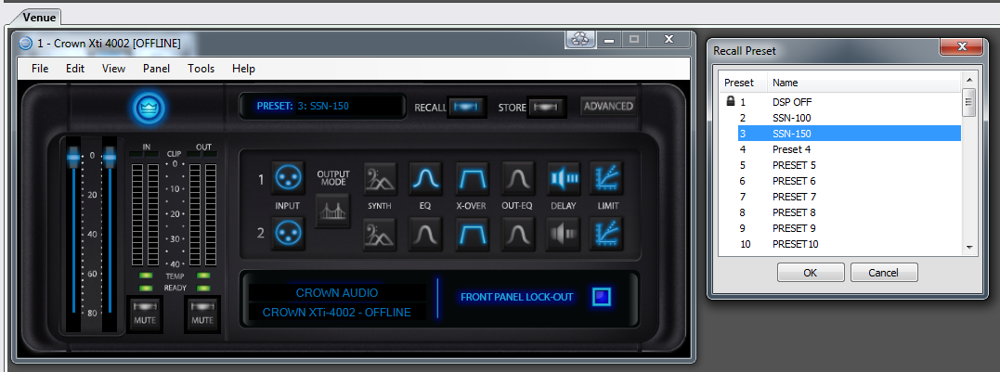 Venue
1 - Crown Xti 4002 [OFFLINE]
File Edit View Panel Tools Help
PRESET: 3: SSN-150
RECALL
STORE
ADVANCED
IN
CLIP
OUT
0
0
20
10
40
20
60
30
80
40
TEMP
READY
MUTE
MUTE
1
2
INPUT
OUTPUT
MODE
SYNTH
EQ
X-OVER
OUT-EQ
DELAY
LIMIT
CROWN AUDIO
CROWN XTi-4002 - OFFLINE
FRONT PANEL LOCK-OUT
Recall Preset
Preset Name
1 DSP OFF
2 SSN-100
3 SSN-150
4 Preset 4
5 PRESET 5
6 PRESET 6
7 PRESET 7
8 PRESET 8
9 PRESET 9
10 PRESET10
OK
Cancel